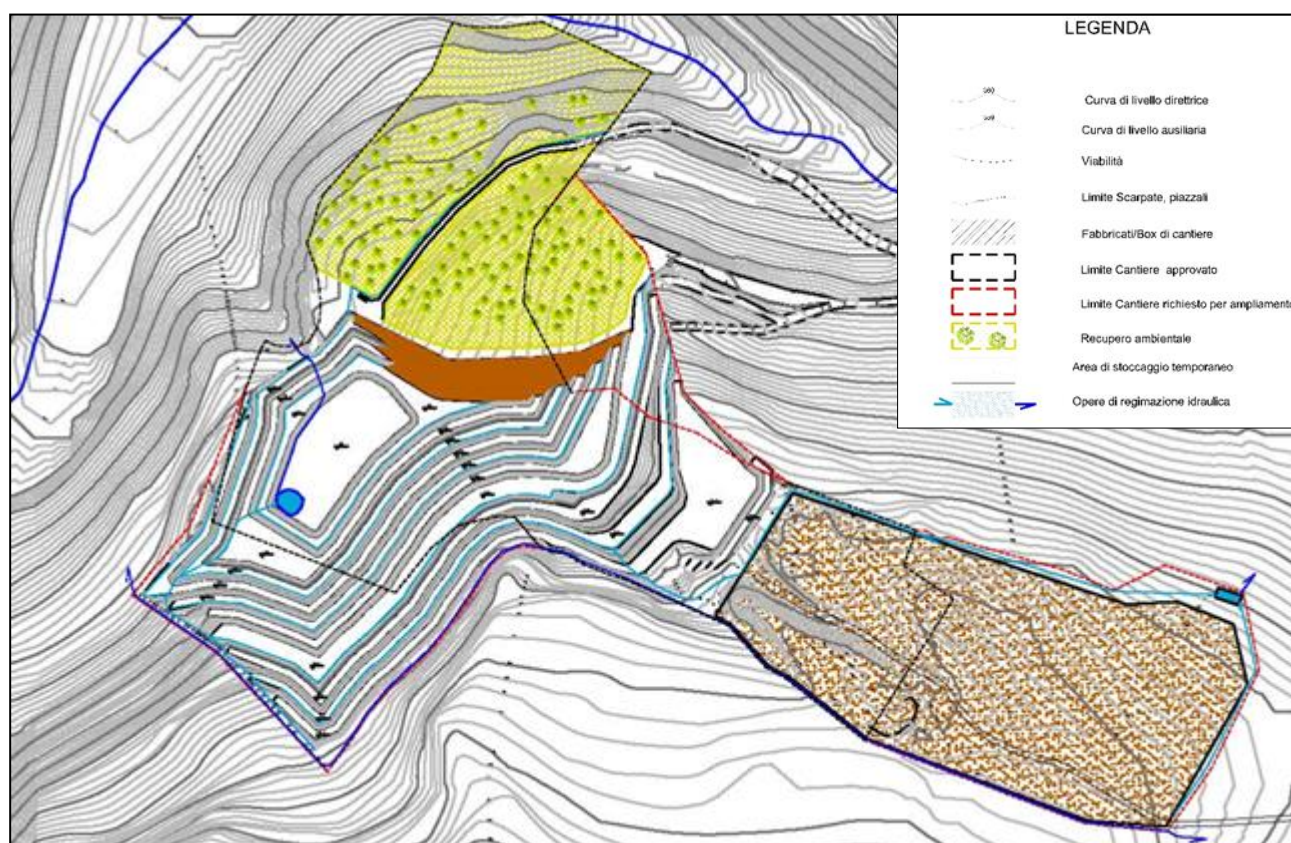 LEGENDA
Curva di livello direttrice
Curva di livello ausiliaria
Viabilità
Limite Scarpate, piazzali
Fabbricati/Box di cantiere
Limite Cantiere approvato
Limite Cantiere richiesto per ampliamento
Recupero ambientale
Area di stoccaggio temporaneo
Opere di regimazione idraulica